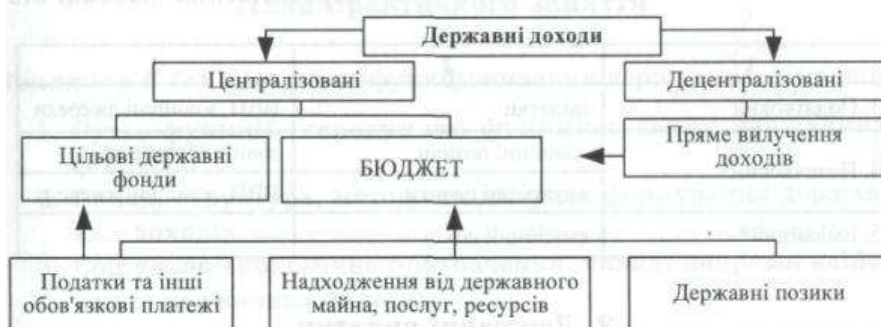 Державні доходи
Централізовані
Децентралізовані
Цільові державні
фонди
БЮДЖЕТ
Пряме вилучення
доходів
Податки та інші
обов'язкові платежі
Надходження від державного
майна, послуг, ресурсів
Державні позики